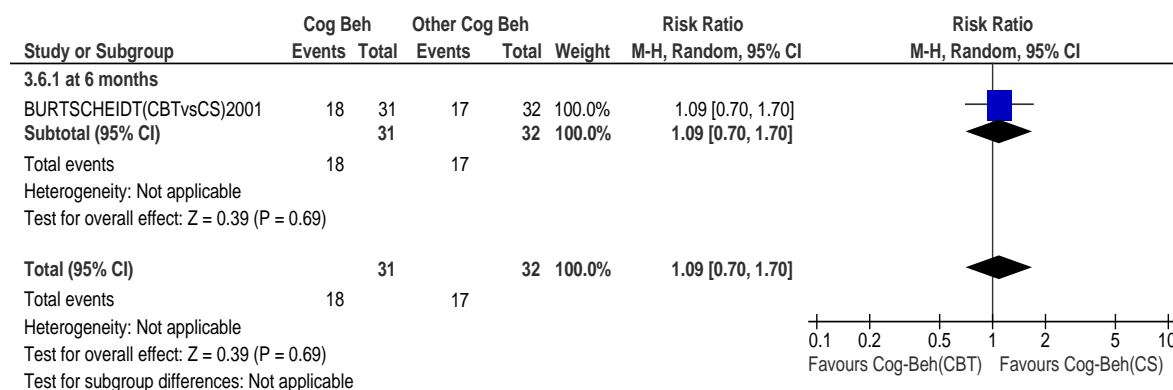 Cog Beh Other Cog Beh Risk Ratio Risk Ratio
Study or Subgroup Events Total Events Total Weight M-H, Random, 95% CI M-H, Random, 95% CI
3.6.1 at 6 months
BURTSCHEIDT(CBTvsCS)2001 18 31 17 32 100.0% 1.09 [0.70, 1.70]
Subtotal (95% CI) 31 32 100.0% 1.09 [0.70, 1.70]
Total events 18 17
Heterogeneity: Not applicable
Test for overall effect: Z = 0.39 (P = 0.69)
Total (95% CI) 31 32 100.0% 1.09 [0.70, 1.70]
Total events 18 17
Heterogeneity: Not applicable
Test for overall effect: Z = 0.39 (P = 0.69)
Test for subgroup differences: Not applicable
0.1 0.2 0.5 1 2 5 10
Favours Cog-Beh(CBT) Favours Cog-Beh(CS)